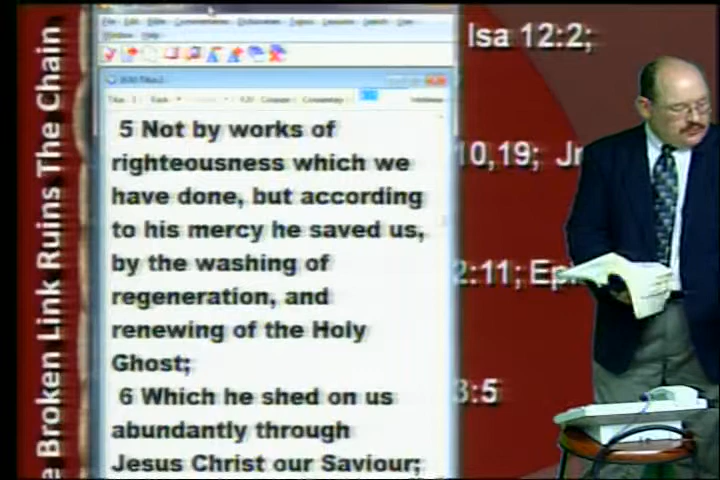 e Broken Link Ruins The Chain
Isa 12:2;
5 Not by works of
righteousness which we
have done, but according
to his mercy he saved us,
by the washing of
regeneration, and
renewing of the Holy
Ghost;
6 Which he shed on us
abundantly through
Jesus Christ our Saviour;
10,19; Jr
2:11; Ep
3:5